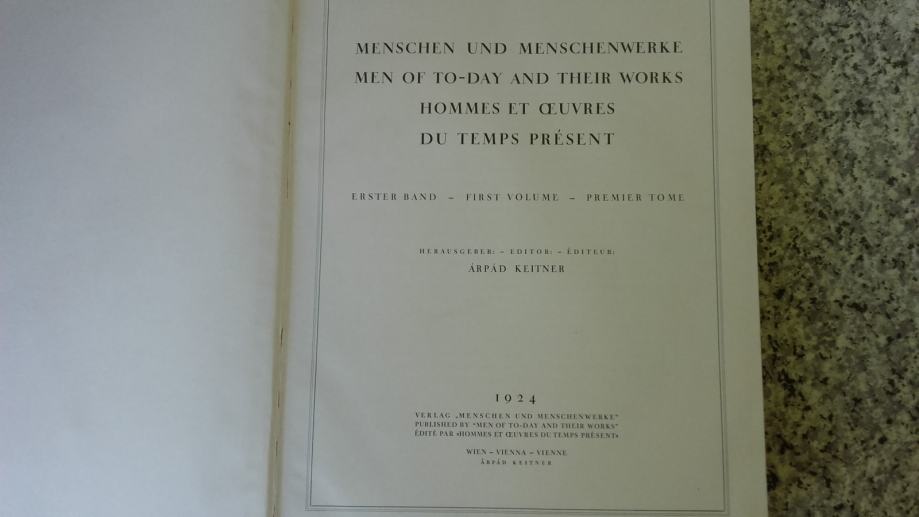 MENSCHEN UND MENSCHENWERKE
MEN OF TO-DAY AND THEIR WORKS
HOMMES ET ŒUVRES
DU TEMPS PRÉSENT
ERSTER BAND – FIRST VOLUME – PREMIER TOME
HERAUSGEBER: – EDITOR: – ÉDITEUR:
ÁRPÁD KEITNER
1924
VERLAG „MENSCHEN UND MENSCHENWERKE”
PUBLISHED BY “MEN OF TO-DAY AND THEIR WORKS”
ÉDITÉ PAR «HOMMES ET ŒUVRES DU TEMPS PRÉSENT»
WIEN – VIENNA – VIENNE
ÁRPÁD KEITNER